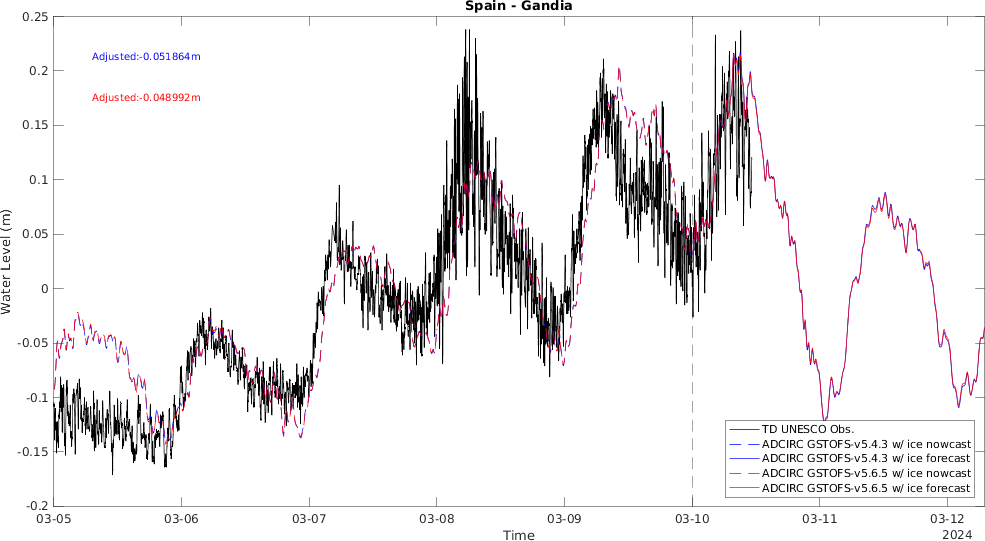 Spain - Gandia
0.25
0.2
0.15
0.1
0.05
0
-0.05
-0.1
-0.15
-0.2
Water Level (m)
Adjusted:-0.051864m
Adjusted:-0.048992m
TD UNESCO Obs.
ADCIRC GSTOFS-v5.4.3 w/ ice nowcast
ADCIRC GSTOFS-v5.4.3 w/ ice forecast
ADCIRC GSTOFS-v5.6.5 w/ ice nowcast
ADCIRC GSTOFS-v5.6.5 w/ ice forecast
03-05 03-06 03-07 03-08 03-09 03-10 03-11 03-12
Time
2024